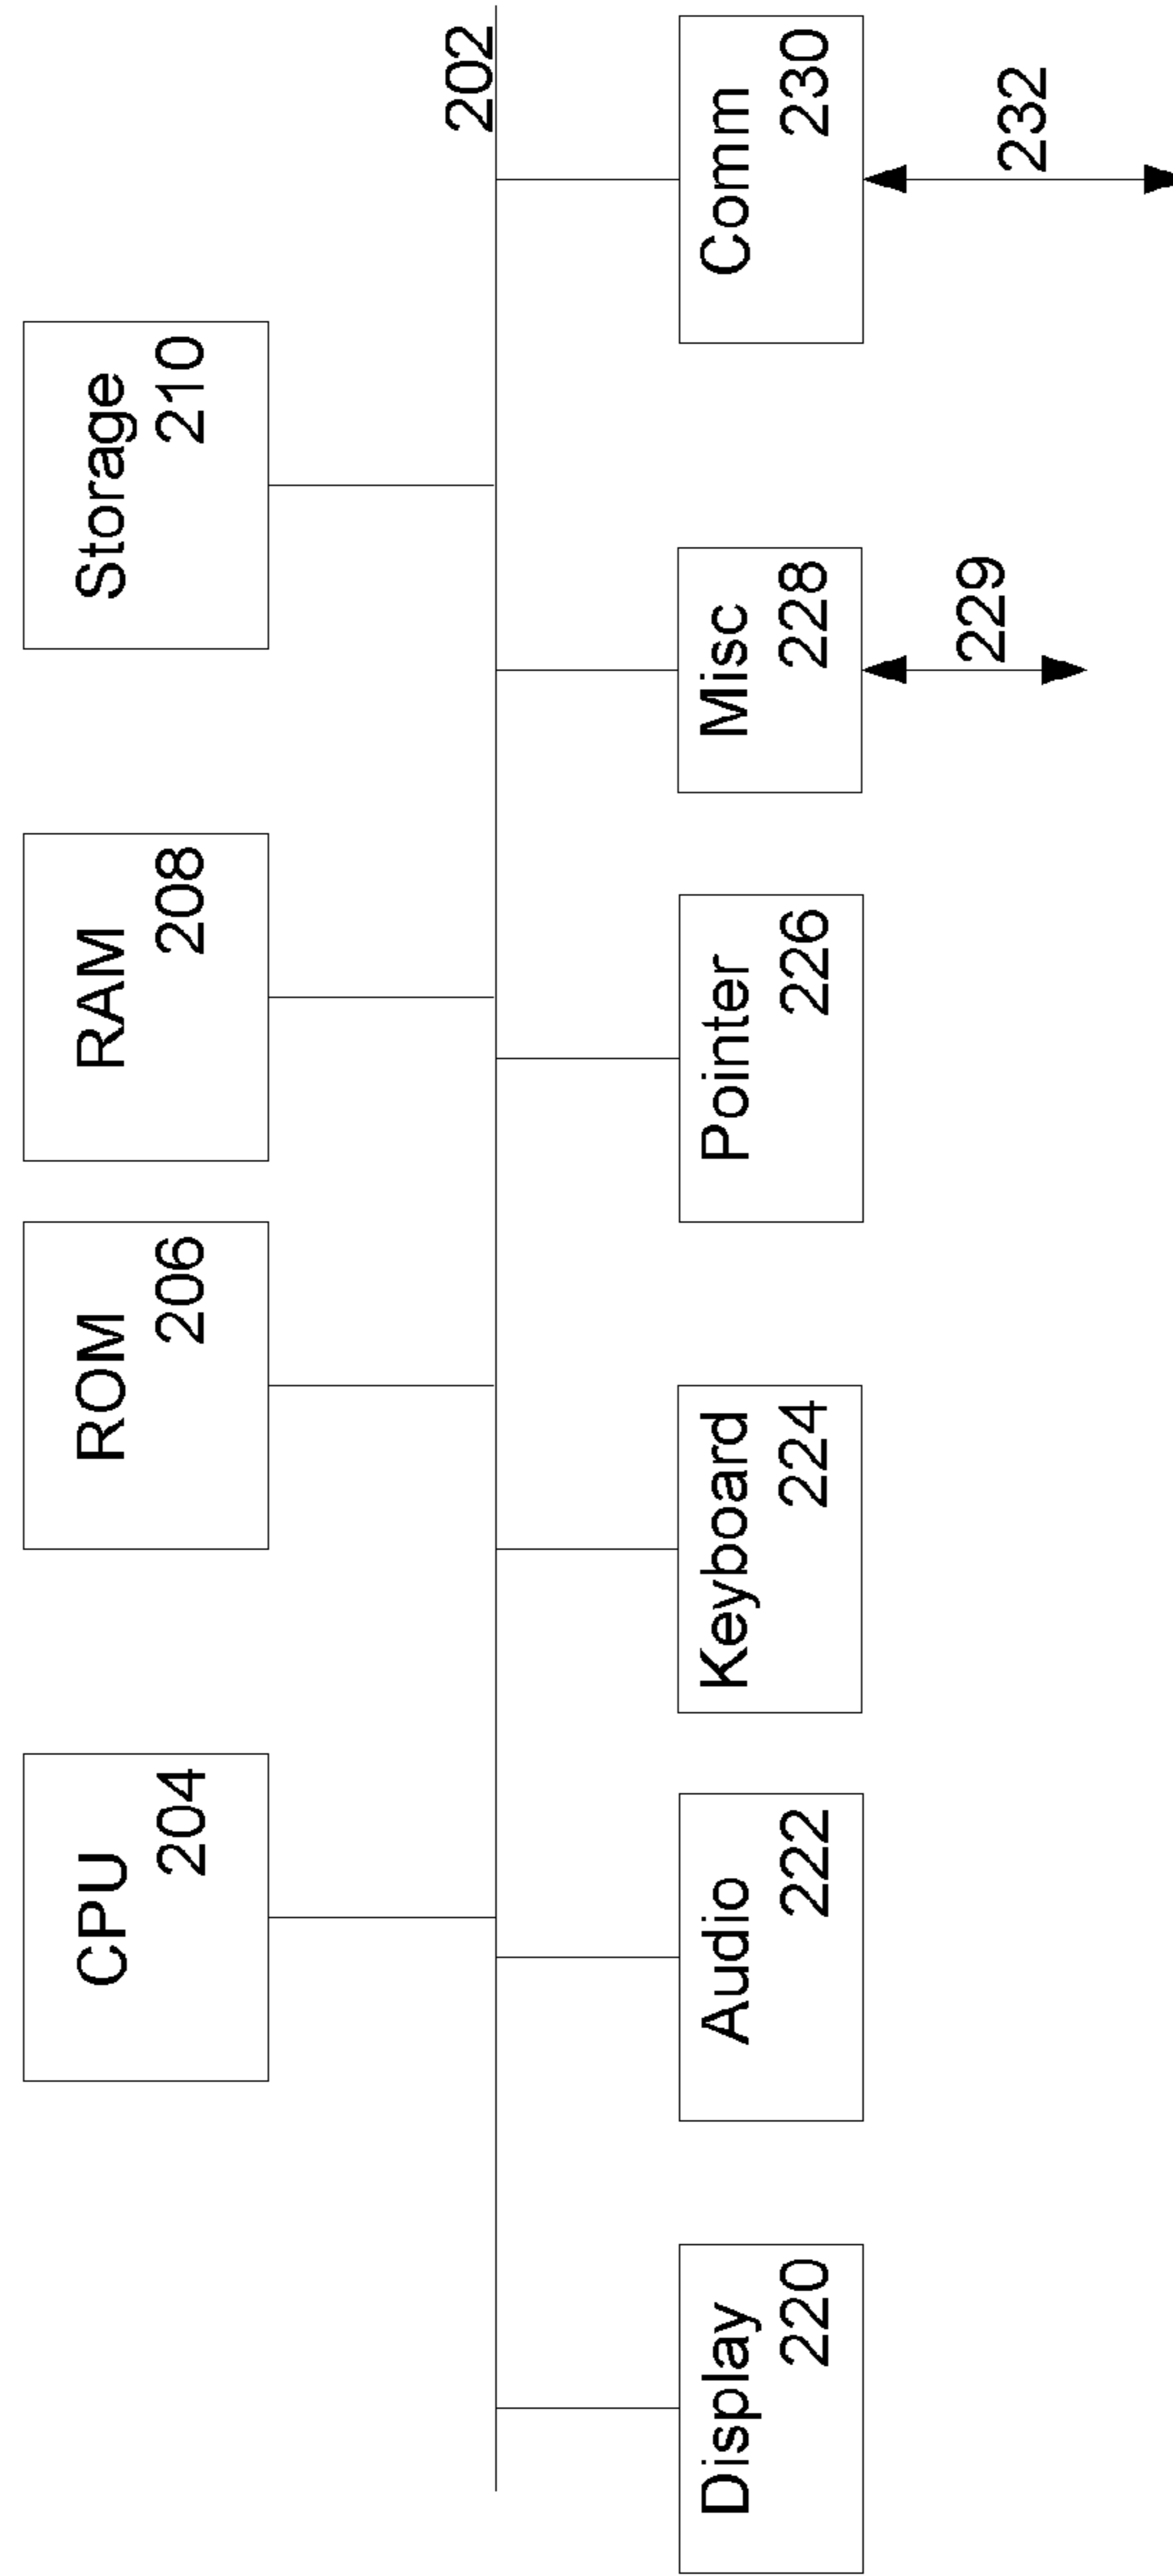 202
CPU
204
ROM
206
RAM
208
Storage
210
Display
220
Audio
222
Keyboard
224
Pointer
226
Misc
228
Comm
230
229
232